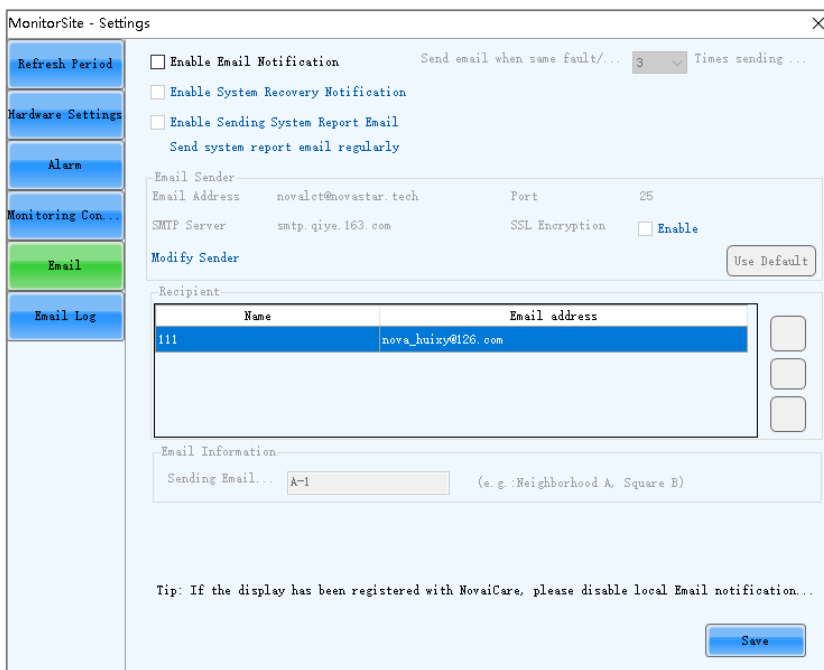 MonitorSite - Settings
Refresh Period
Hardware Settings
Alarm
Monitoring Con...
Email
Email Log
Enable Email Notification
Send email when same fault/... 3 Times sending ...
Enable System Recovery Notification
Enable Sending System Report Email
Send system report email regularly
Email Sender
Email Address novalct@novastar.tech Port 25
SMTP Server smtp.qiye.163.com SSL Encryption Enable
Modify Sender Use Default
Recipient
Name Email address
111 nova_huixy@126.com
Email Information
Sending Email... A-1 (e.g.:Neighborhood A, Square B)
Tip: If the display has been registered with NovaiCare, please disable local Email notification...
Save